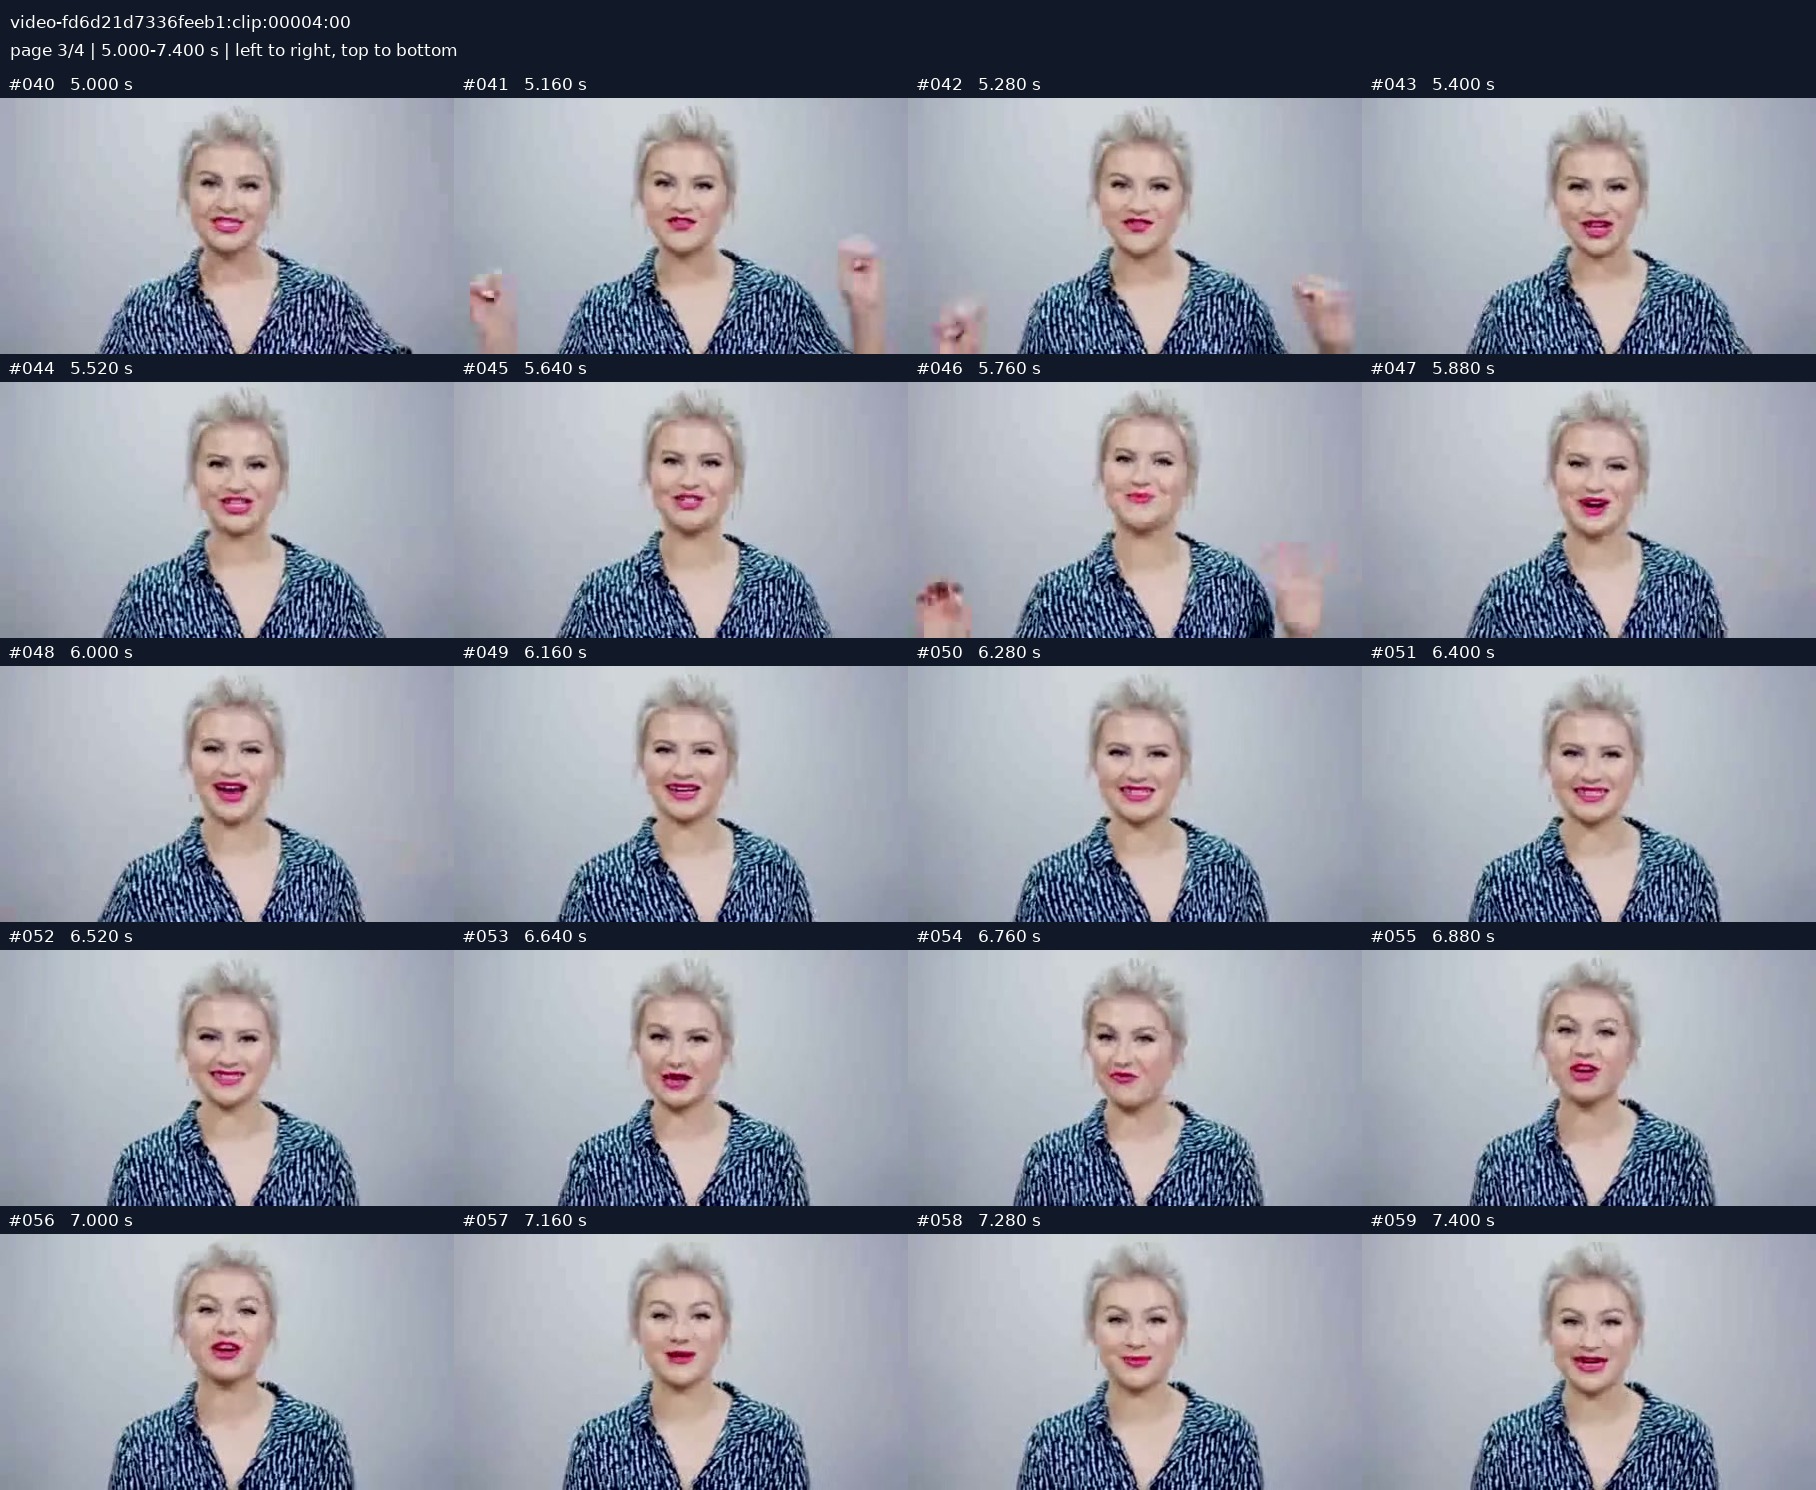 video-fd6d21d7336feeb1:clip:00004:00
page 3/4 | 5.000-7.400 s | left to right, top to bottom
#040 5.000 s
#041 5.160 s
#042 5.280 s
#043 5.400 s
#044 5.520 s
#045 5.640 s
#046 5.760 s
#047 5.880 s
#048 6.000 s
#049 6.160 s
#050 6.280 s
#051 6.400 s
#052 6.520 s
#053 6.640 s
#054 6.760 s
#055 6.880 s
#056 7.000 s
#057 7.160 s
#058 7.280 s
#059 7.400 s